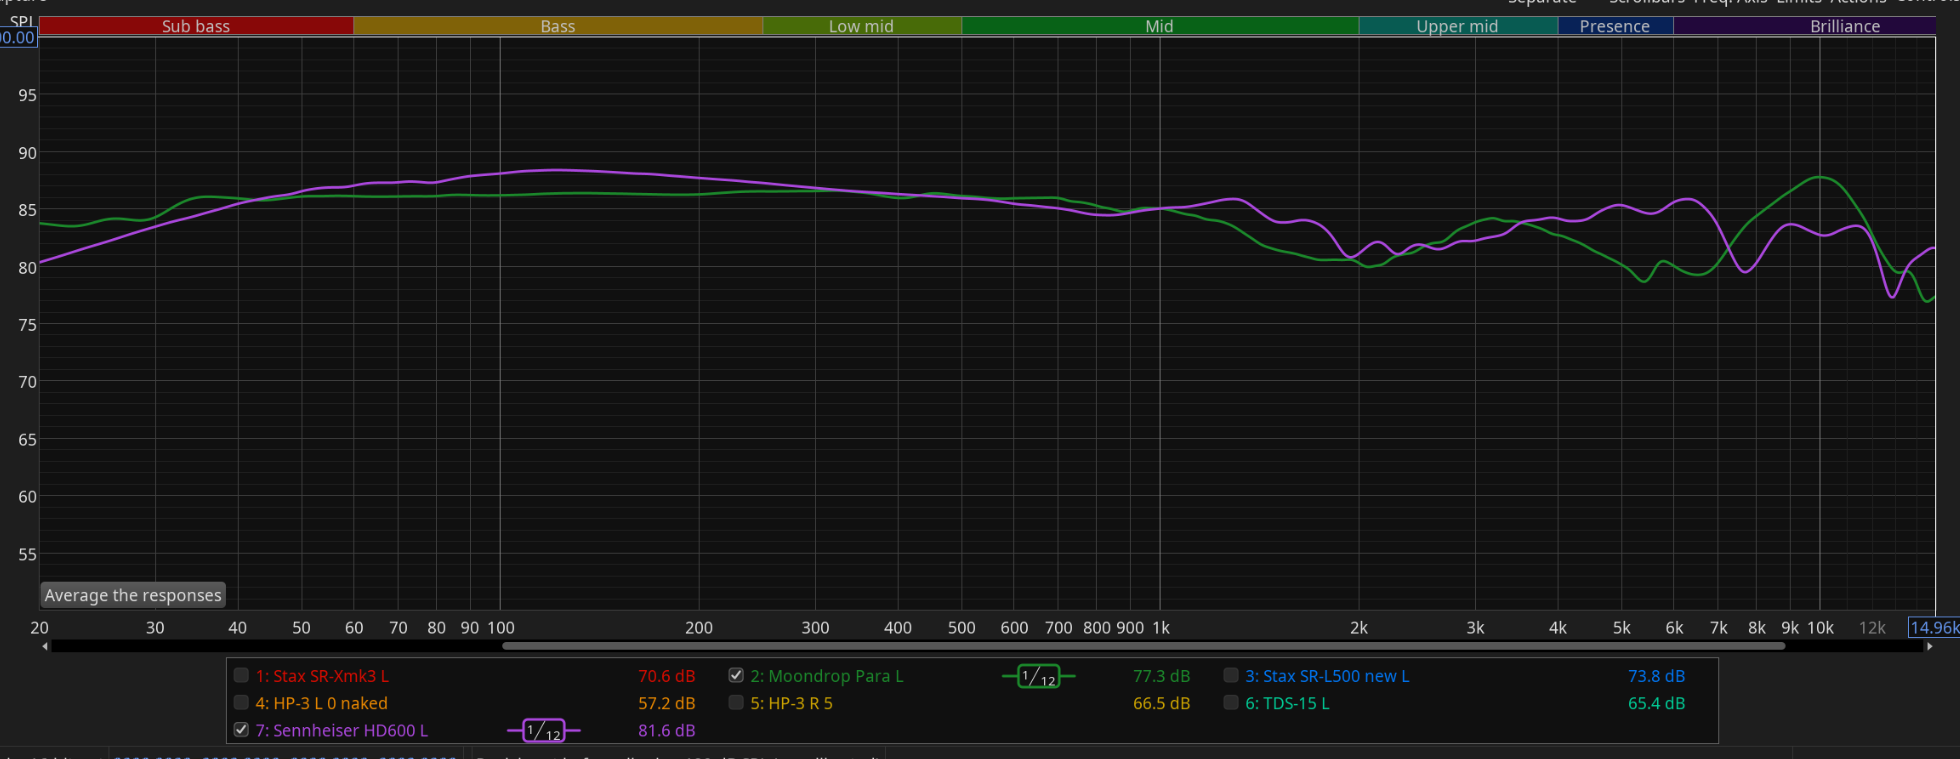 SPL
Sub bass Bass Low mid Mid Upper mid Presence Brilliance
00.00
95
90
85
80
75
70
65
60
55
Average the responses
20 30 40 50 60 70 80 90 100 200 300 400 500 600 700 800 900 1k 2k 3k 4k 5k 6k 7k 8k 9k 10k 12k 14.96k
1: Stax SR-Xmk3 L 70.6 dB 2: Moondrop Para L 1/12 77.3 dB 3: Stax SR-L500 new L 73.8 dB
4: HP-3 L 0 naked 57.2 dB 5: HP-3 R 5 66.5 dB 6: TDS-15 L 65.4 dB
7: Sennheiser HD600 L 1/12 81.6 dB